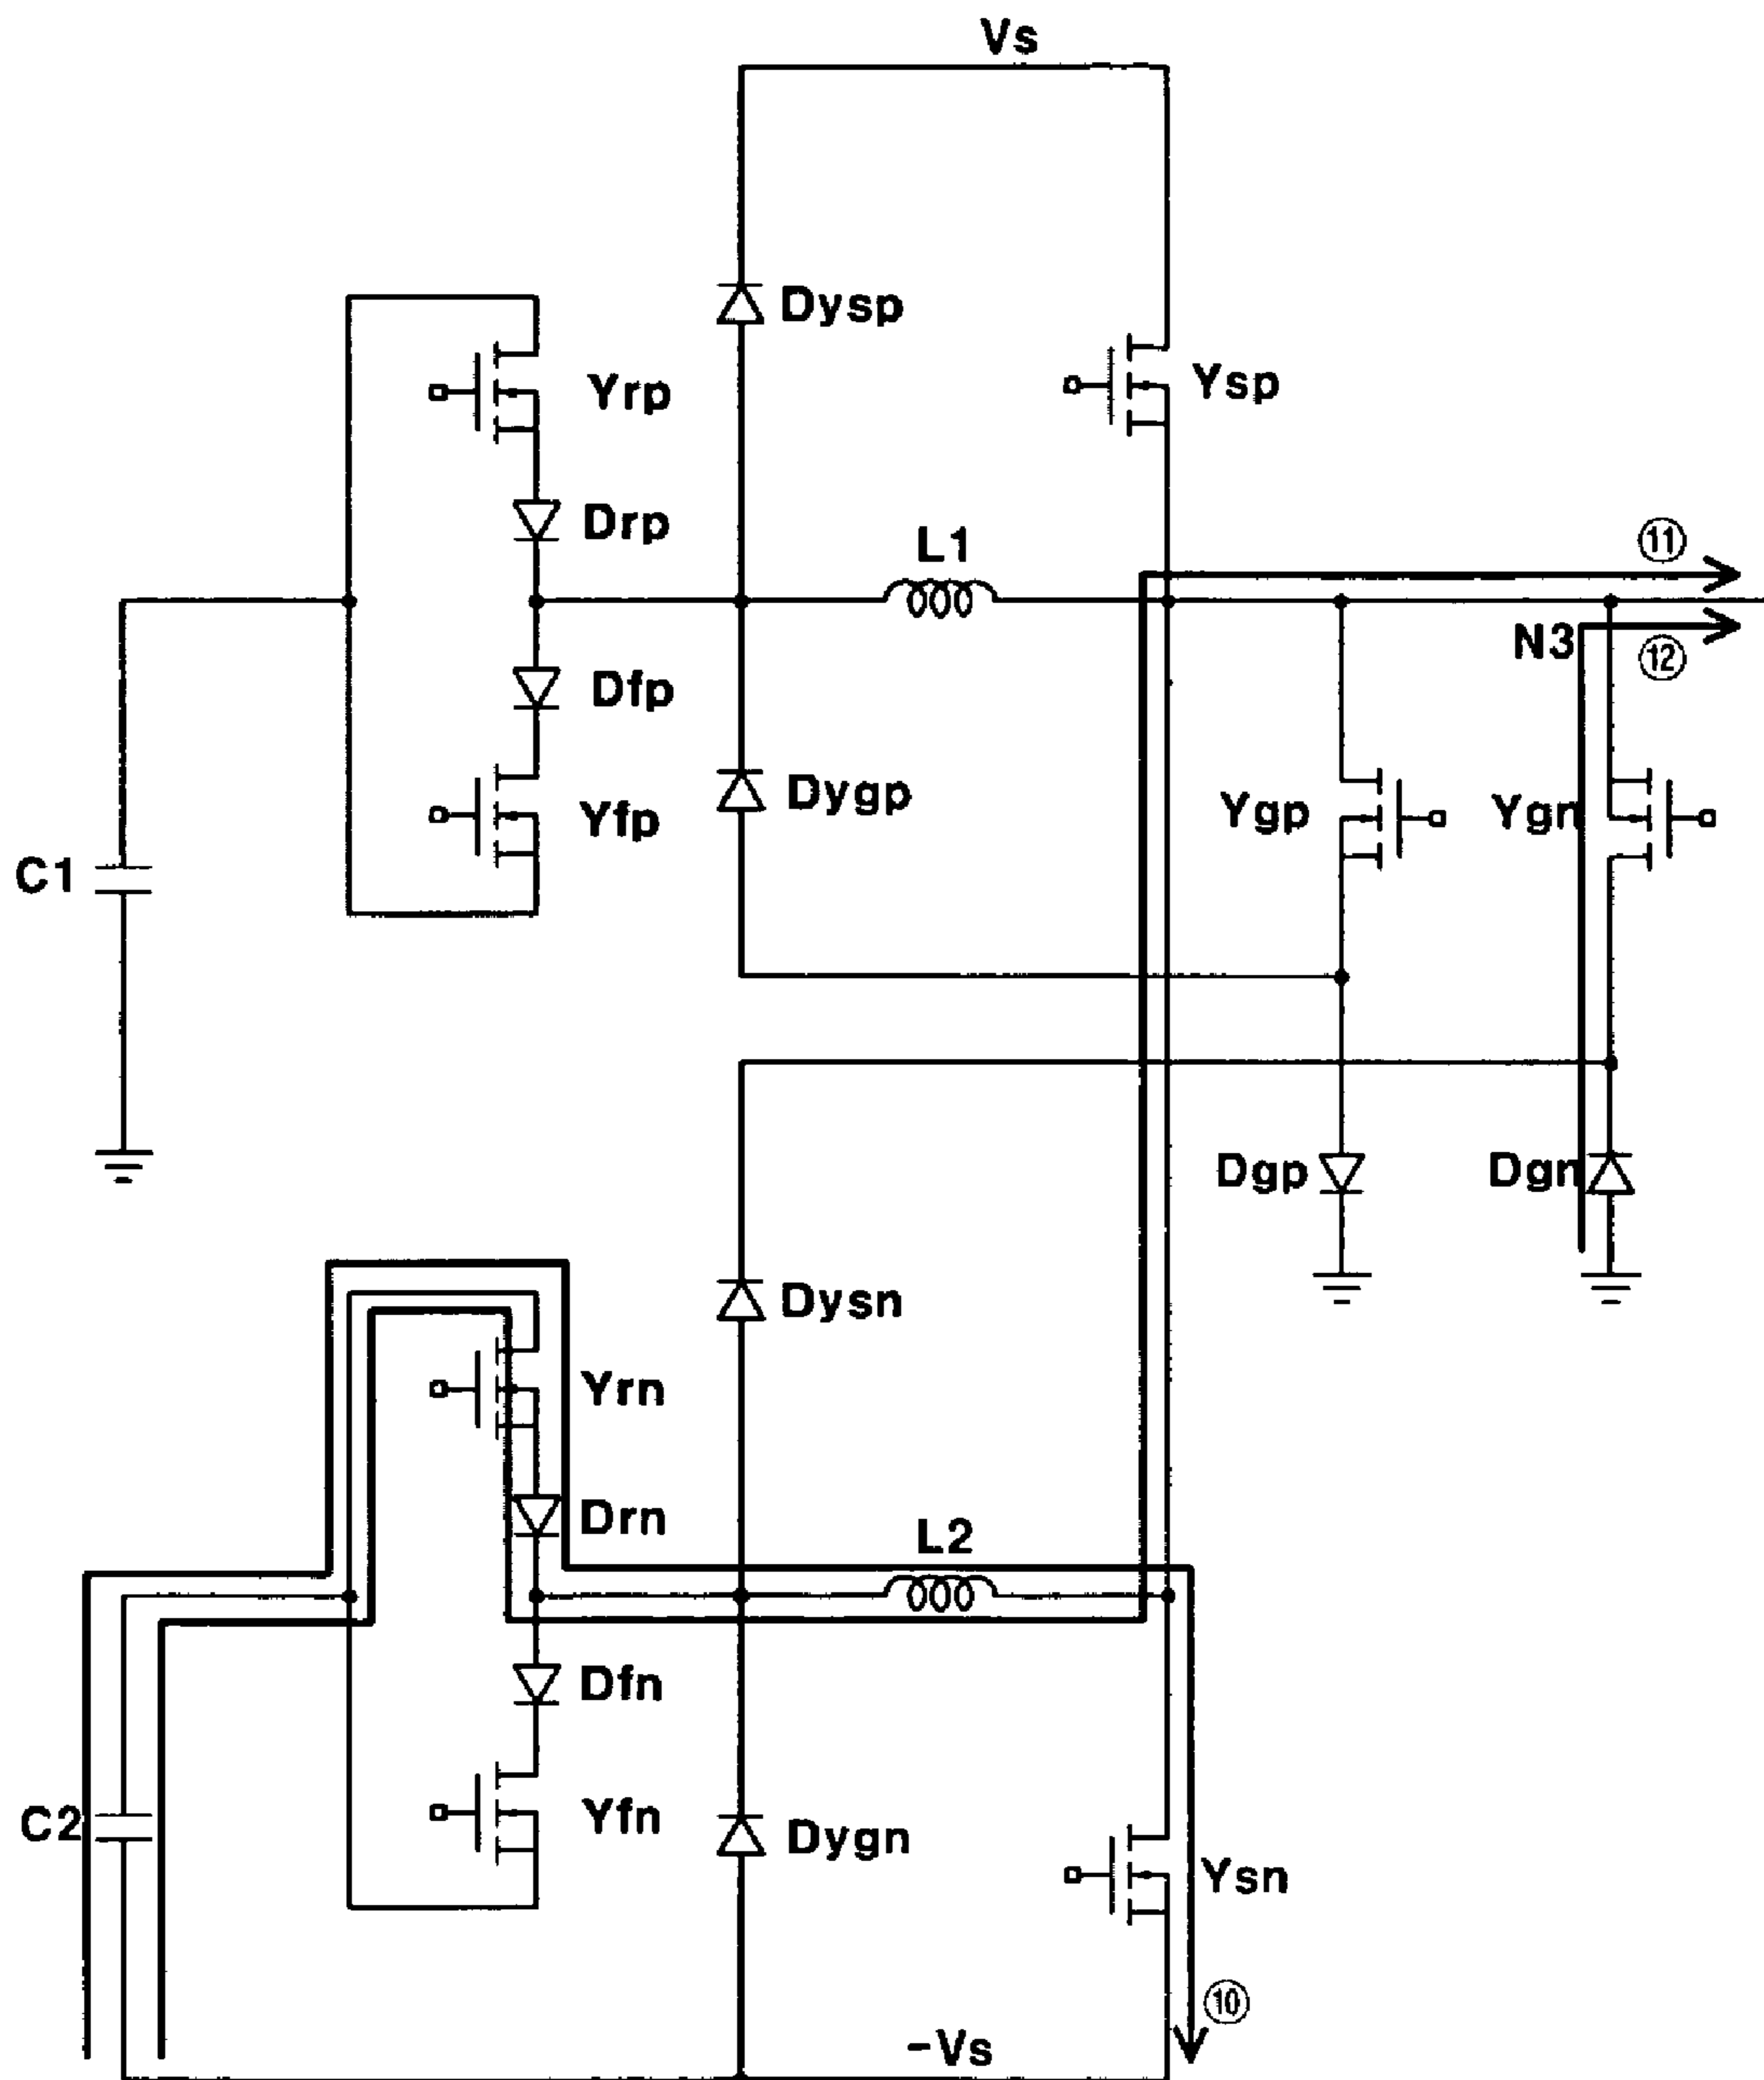 Vs
Dysp
Yrp
Ysp
Drp
L1
⑪
N3
⑫
Dfp
Dygp
Yfp
Ygp
Ygn
C1
Dgp
Dgn
Dysn
Yrn
Drn
L2
Dfn
Yfn
C2
Dygn
Ysn
⑩
-Vs